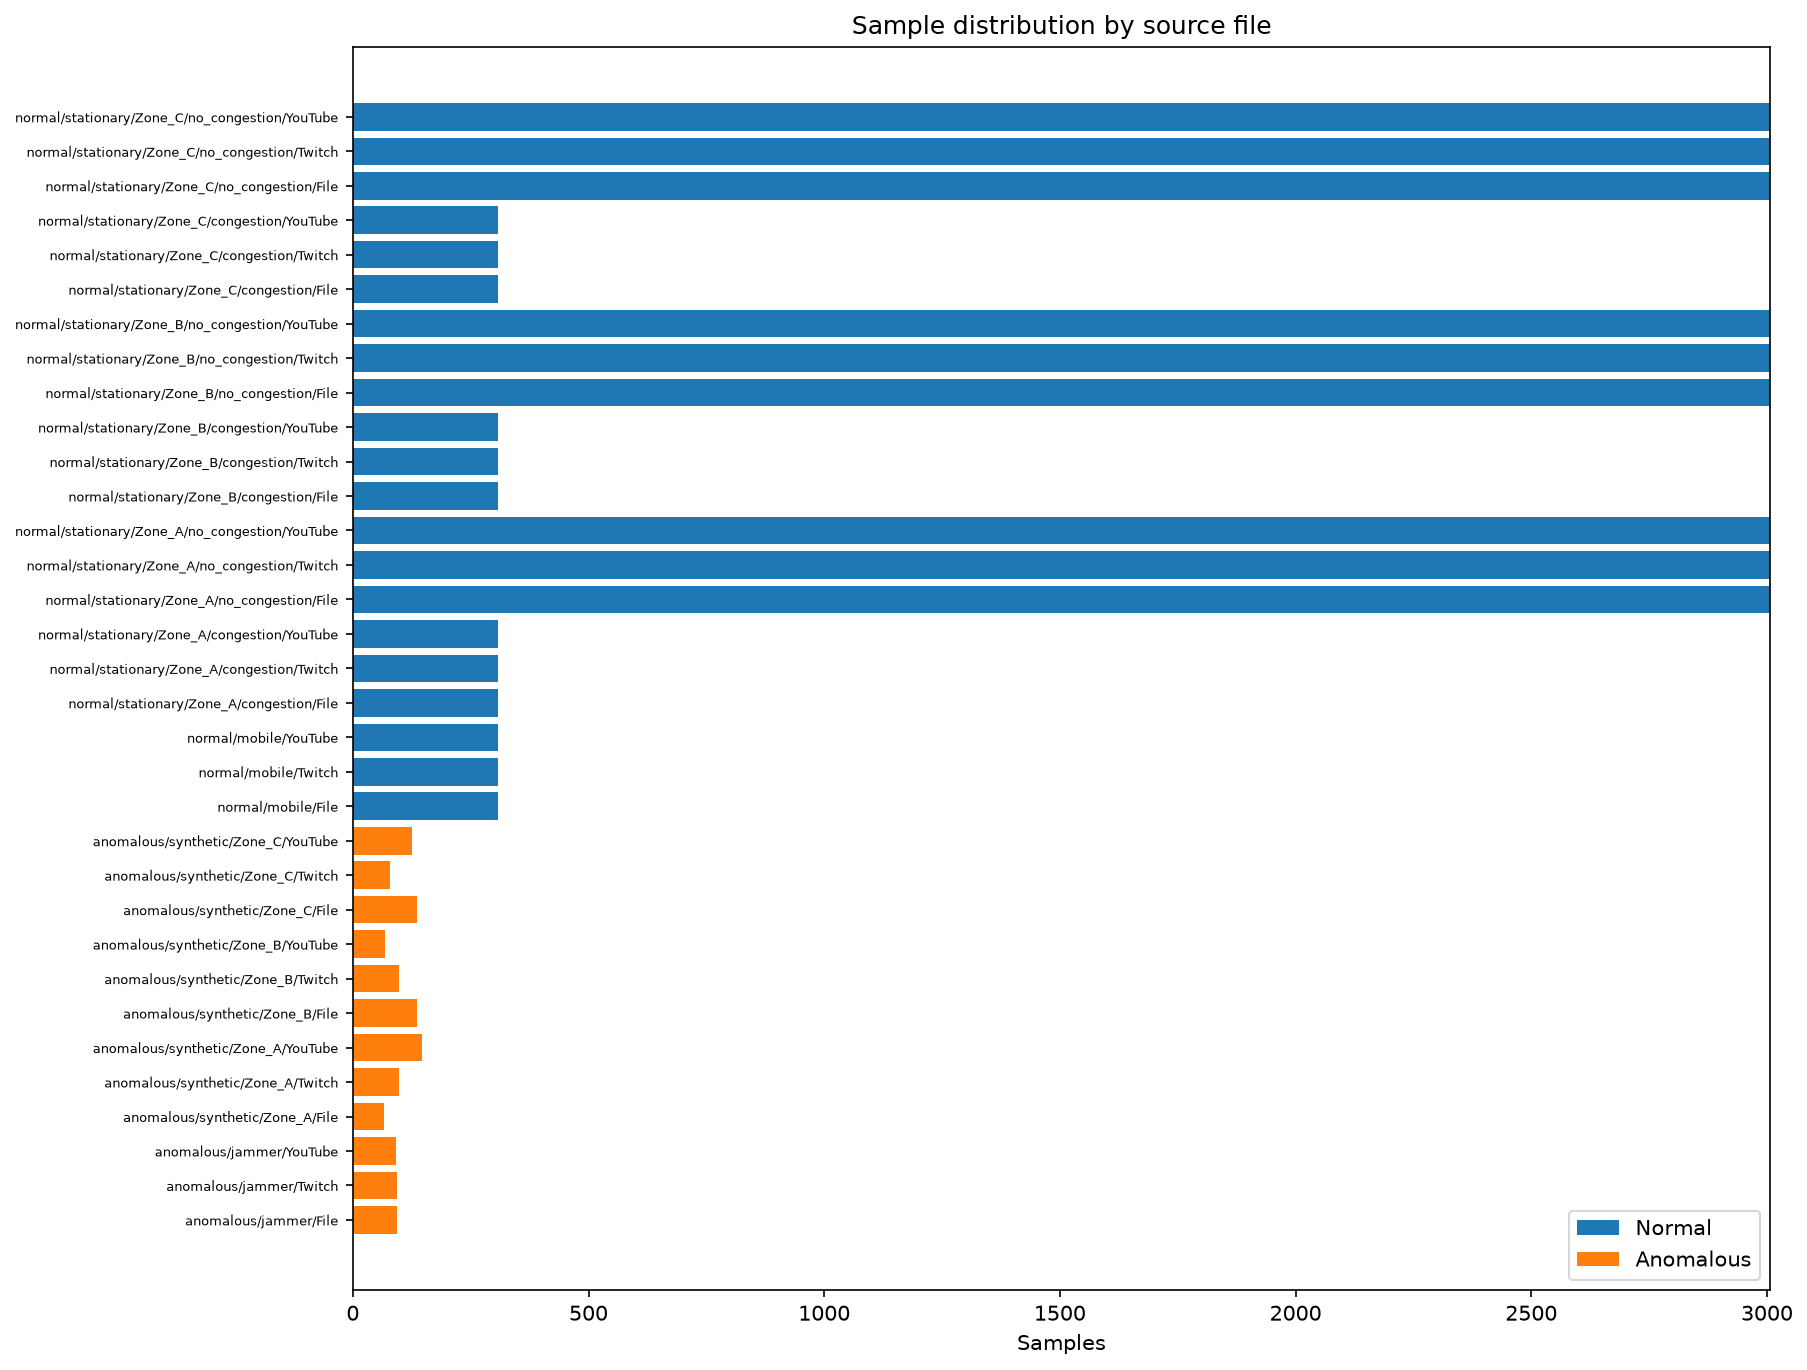 Sample distribution by source file
normal/stationary/Zone_C/no_congestion/YouTube
normal/stationary/Zone_C/no_congestion/Twitch
normal/stationary/Zone_C/no_congestion/File
normal/stationary/Zone_C/congestion/YouTube
normal/stationary/Zone_C/congestion/Twitch
normal/stationary/Zone_C/congestion/File
normal/stationary/Zone_B/no_congestion/YouTube
normal/stationary/Zone_B/no_congestion/Twitch
normal/stationary/Zone_B/no_congestion/File
normal/stationary/Zone_B/congestion/YouTube
normal/stationary/Zone_B/congestion/Twitch
normal/stationary/Zone_B/congestion/File
normal/stationary/Zone_A/no_congestion/YouTube
normal/stationary/Zone_A/no_congestion/Twitch
normal/stationary/Zone_A/no_congestion/File
normal/stationary/Zone_A/congestion/YouTube
normal/stationary/Zone_A/congestion/Twitch
normal/stationary/Zone_A/congestion/File
normal/mobile/YouTube
normal/mobile/Twitch
normal/mobile/File
anomalous/synthetic/Zone_C/YouTube
anomalous/synthetic/Zone_C/Twitch
anomalous/synthetic/Zone_C/File
anomalous/synthetic/Zone_B/YouTube
anomalous/synthetic/Zone_B/Twitch
anomalous/synthetic/Zone_B/File
anomalous/synthetic/Zone_A/YouTube
anomalous/synthetic/Zone_A/Twitch
anomalous/synthetic/Zone_A/File
anomalous/jammer/YouTube
anomalous/jammer/Twitch
anomalous/jammer/File
Normal
Anomalous
0 500 1000 1500 2000 2500 3000
Samples